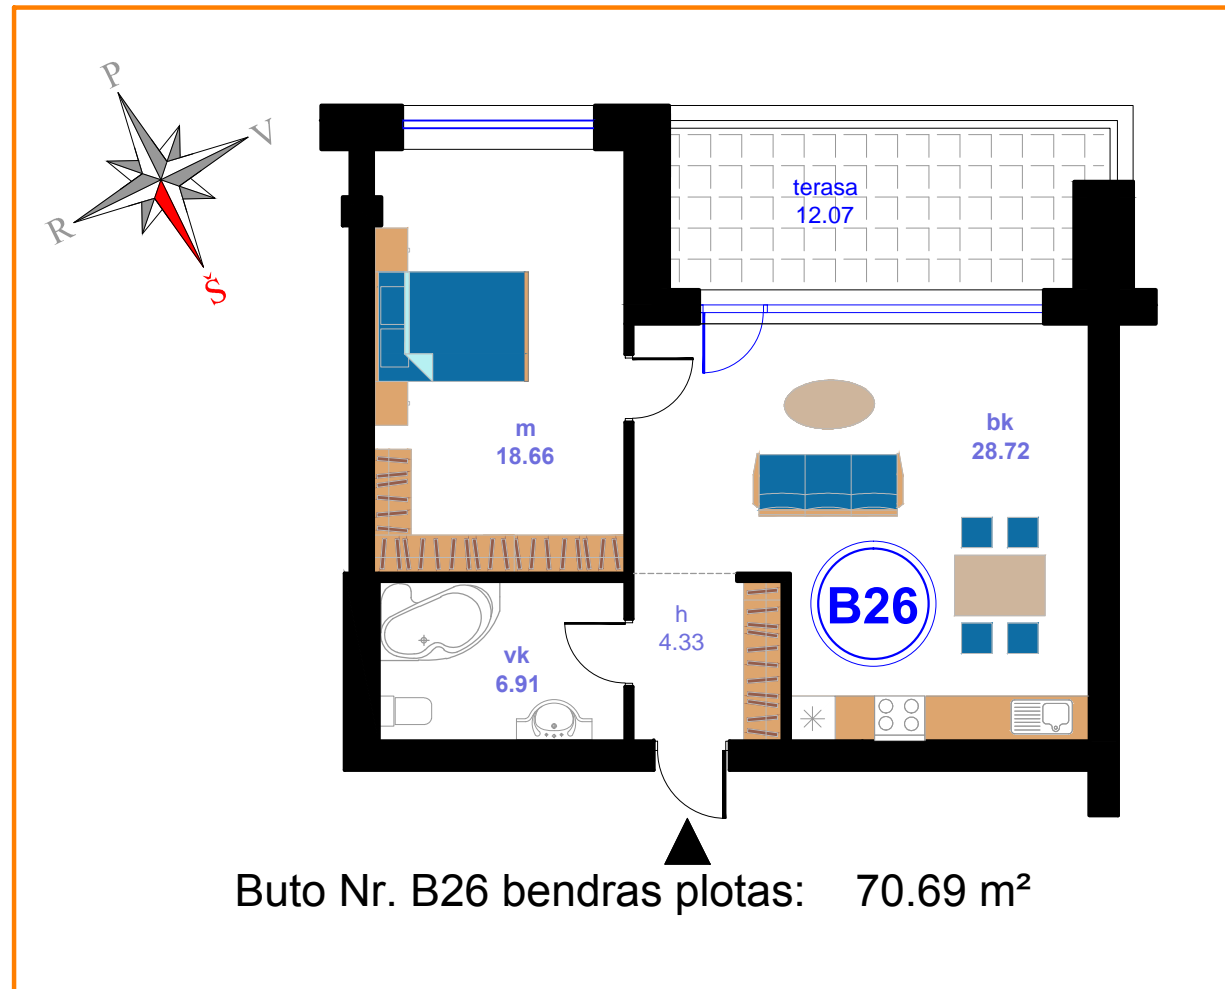 P
V
R
Š
terasa
12.07
m
18.66
bk
28.72
B26
h
4.33
vk
6.91
Buto Nr. B26 bendras plotas: 70.69 m²